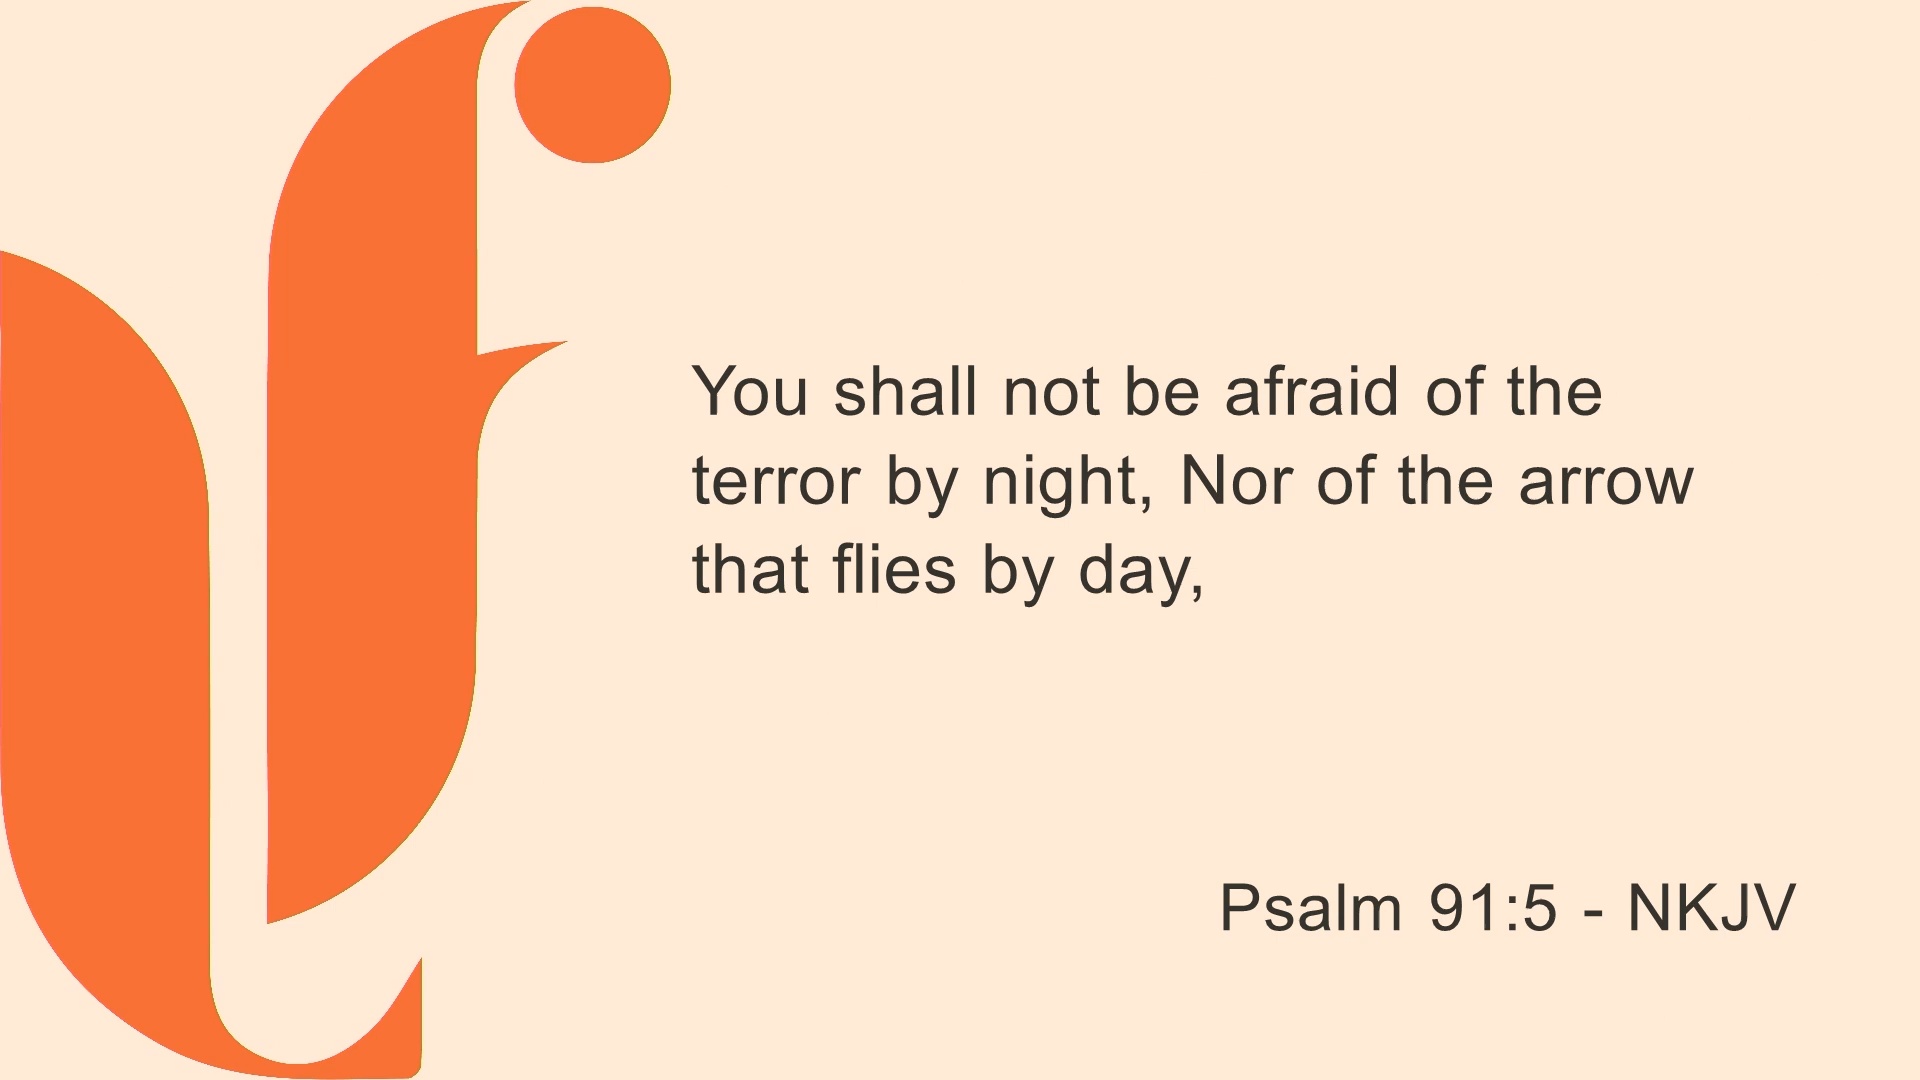 You shall not be afraid of the
terror by night, Nor of the arrow
that flies by day,
Psalm 91:5 - NKJV